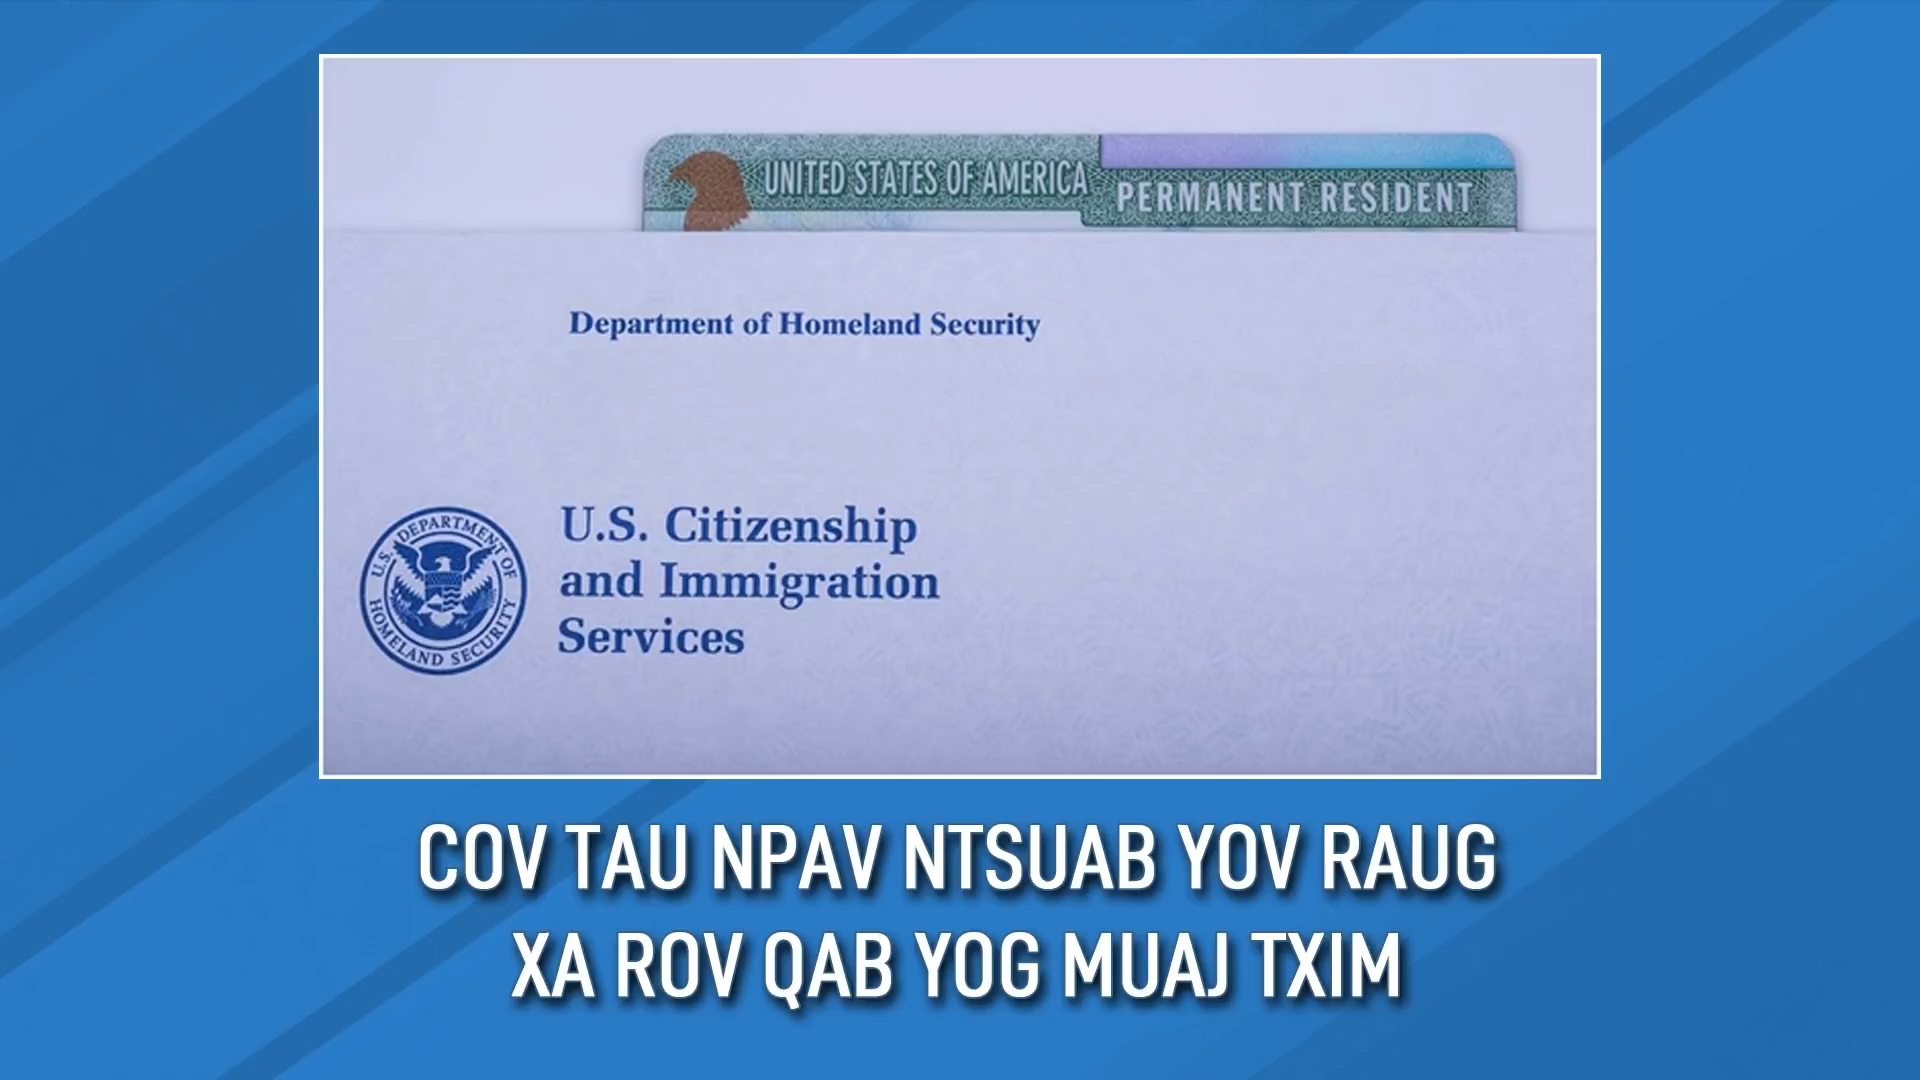 UNITED STATES OF AMERICA
PERMANENT RESIDENT
Department of Homeland Security
U.S. DEPARTMENT OF
HOMELAND SECURITY
U.S. Citizenship
and Immigration
Services
COV TAU NPAV NTSUAB YOV RAUG
XA ROV QAB YOG MUAJ TXIM